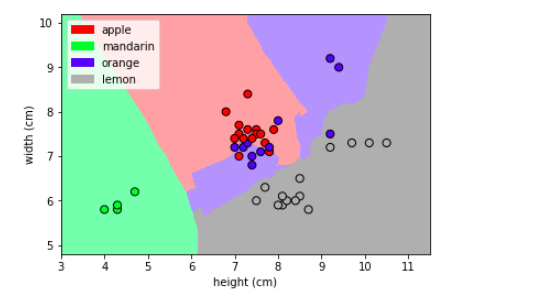 10
apple
mandarin
orange
lemon
9
8
7
6
5
width (cm)
3 4 5 6 7 8 9 10 11
height (cm)